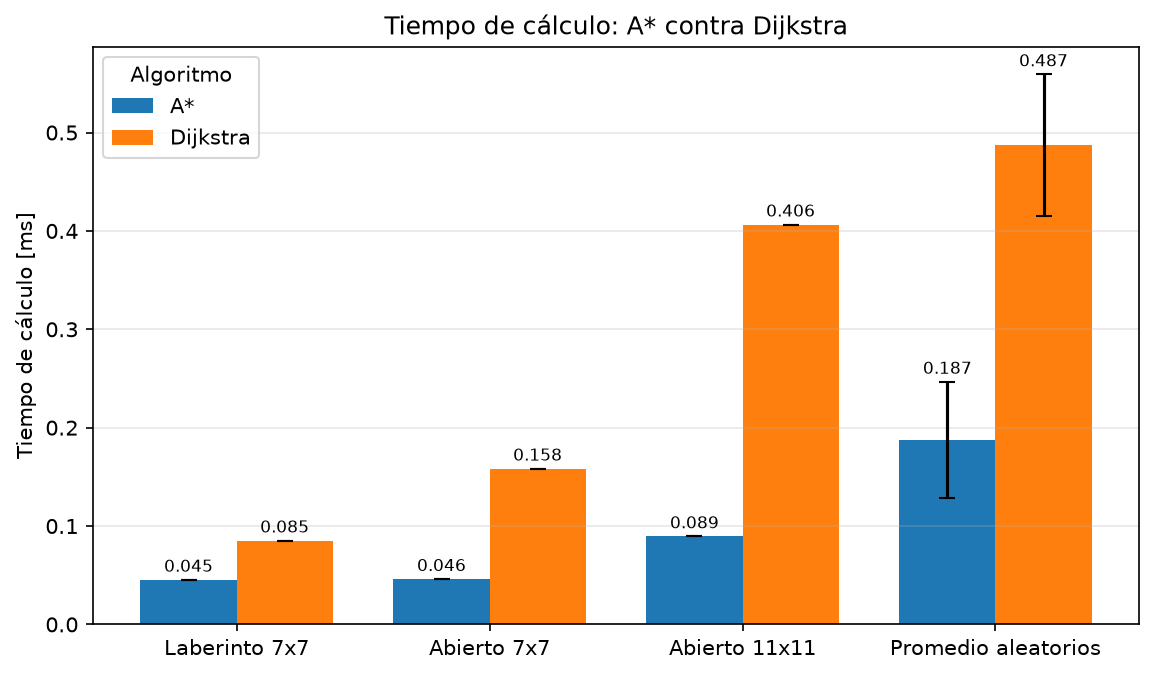 Tiempo de cálculo: A* contra Dijkstra
Algoritmo
A*
Dijkstra
Tiempo de cálculo [ms]
0.5
0.4
0.3
0.2
0.1
0.0
0.045
0.085
0.046
0.158
0.089
0.406
0.187
0.487
Laberinto 7x7
Abierto 7x7
Abierto 11x11
Promedio aleatorios